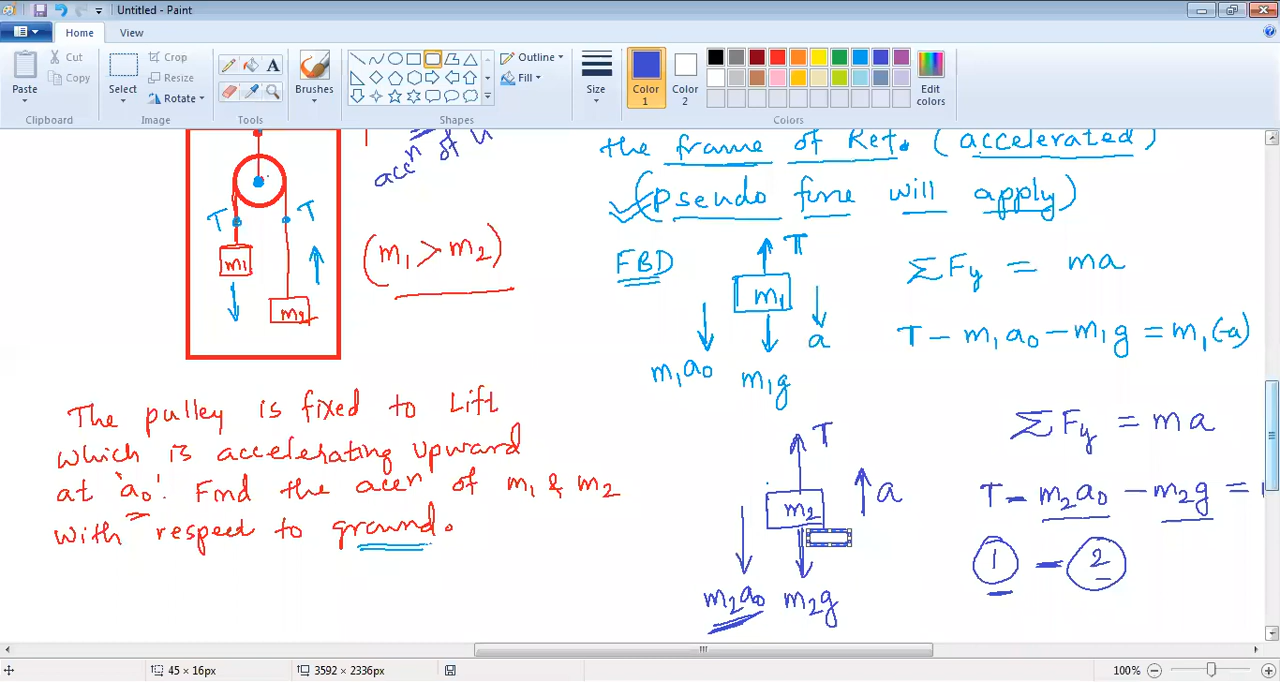 Untitled - Paint
Home View
Cut
Copy
Paste
Clipboard
Select
Crop
Resize
Rotate
Image
Tools
Brushes
Shapes
Outline
Fill
Size
Color 1
Color 2
Edit colors
Colors
accⁿ of
T T
m1
m2
(m1 > m2)
The pulley is fixed to Lift
which is accelerating upward
at 'a0'. Find the accⁿ of m1 & m2
with respect to ground.
the frame of Ref. (accelerated)
(pseudo force will apply)
FBD
T
m1
a
m1a0 m1g
ΣFy = ma
T - m1a0 - m1g = m1(-a)
T
m2
a
m2a0 m2g
ΣFy = ma
T - m2a0 - m2g =
1 - 2
45 × 16px
3592 × 2336px
100%